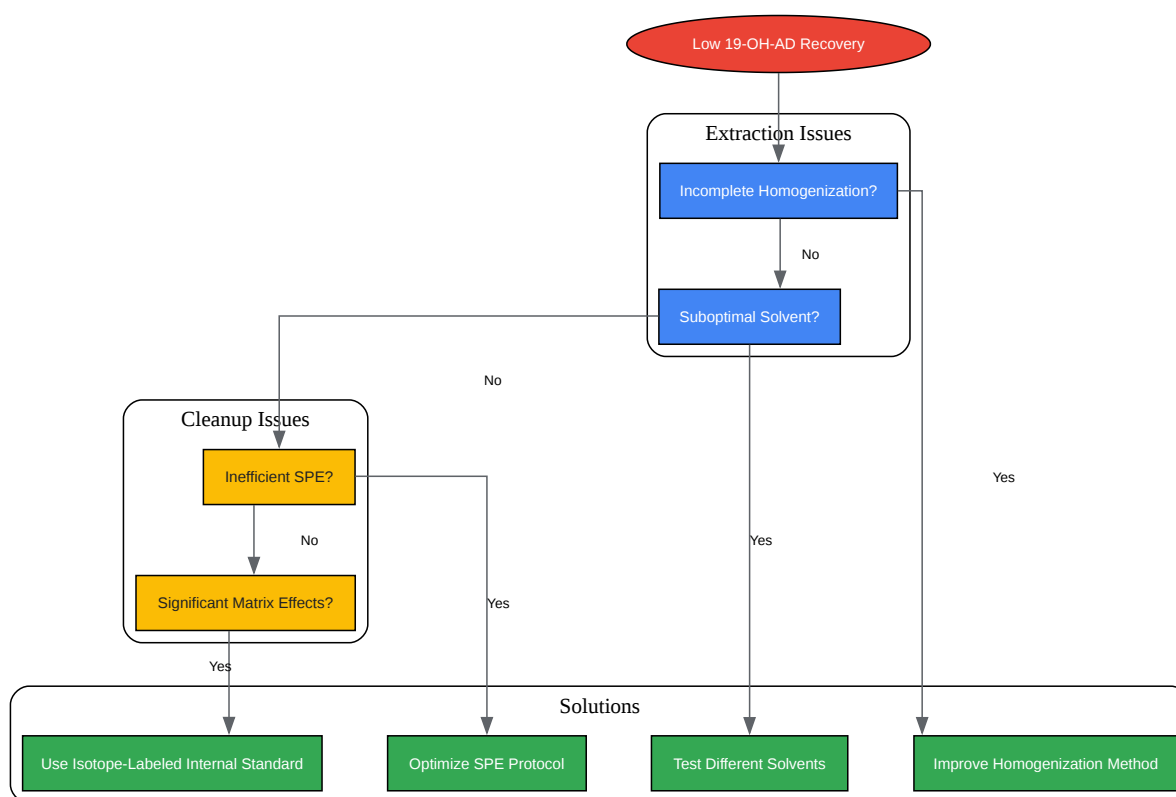 Low 19-OH-AD Recovery
Extraction Issues
Incomplete Homogenization?
No
Suboptimal Solvent?
No
Cleanup Issues
Inefficient SPE?
Yes
No
Yes
Significant Matrix Effects?
Yes
Yes
Solutions
Use Isotope-Labeled Internal Standard
Optimize SPE Protocol
Test Different Solvents
Improve Homogenization Method